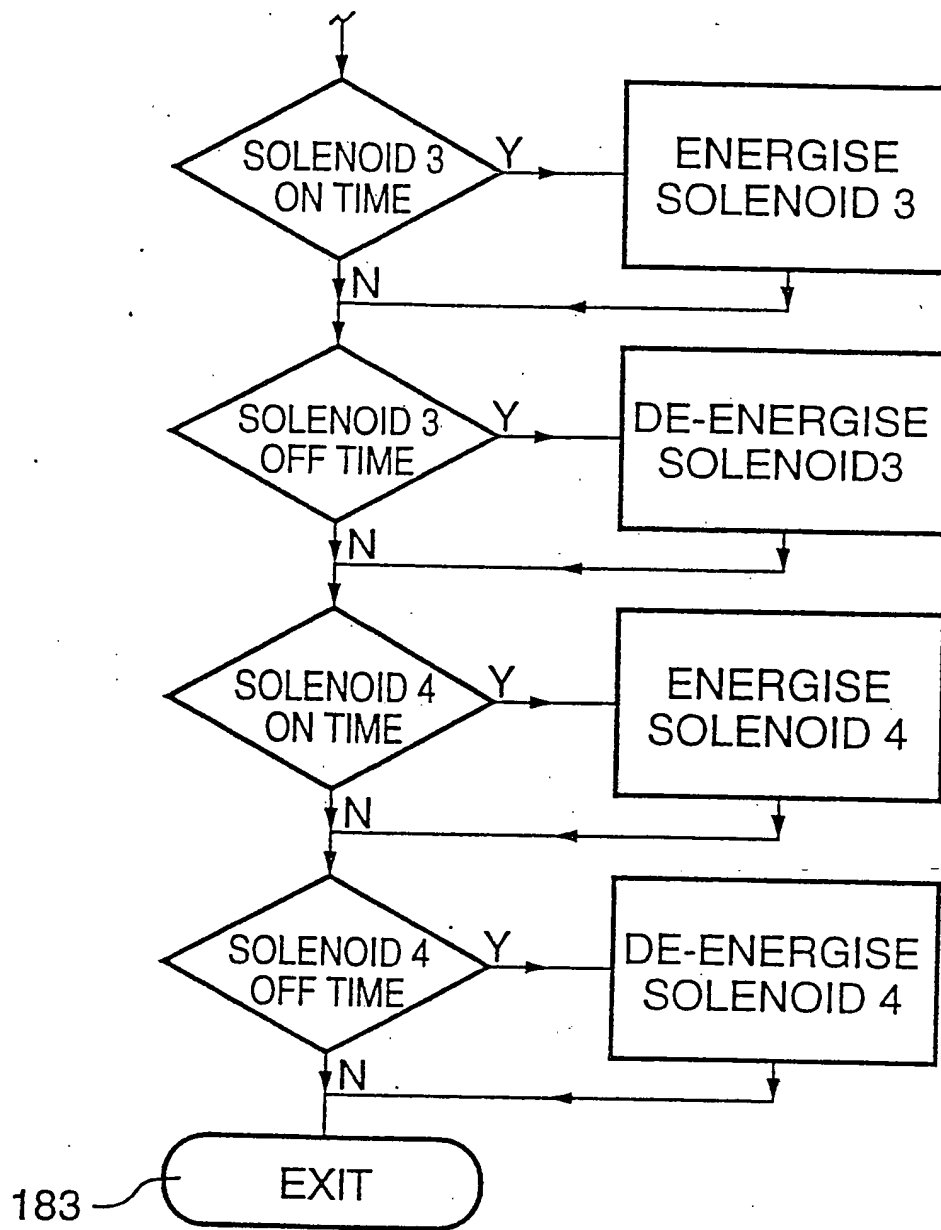 SOLENOID 3
ON TIME
Y
ENERGISE
SOLENOID 3
N
SOLENOID 3
OFF TIME
Y
DE-ENERGISE
SOLENOID3
N
SOLENOID 4
ON TIME
Y
ENERGISE
SOLENOID 4
N
SOLENOID 4
OFF TIME
Y
DE-ENERGISE
SOLENOID 4
N
EXIT
183